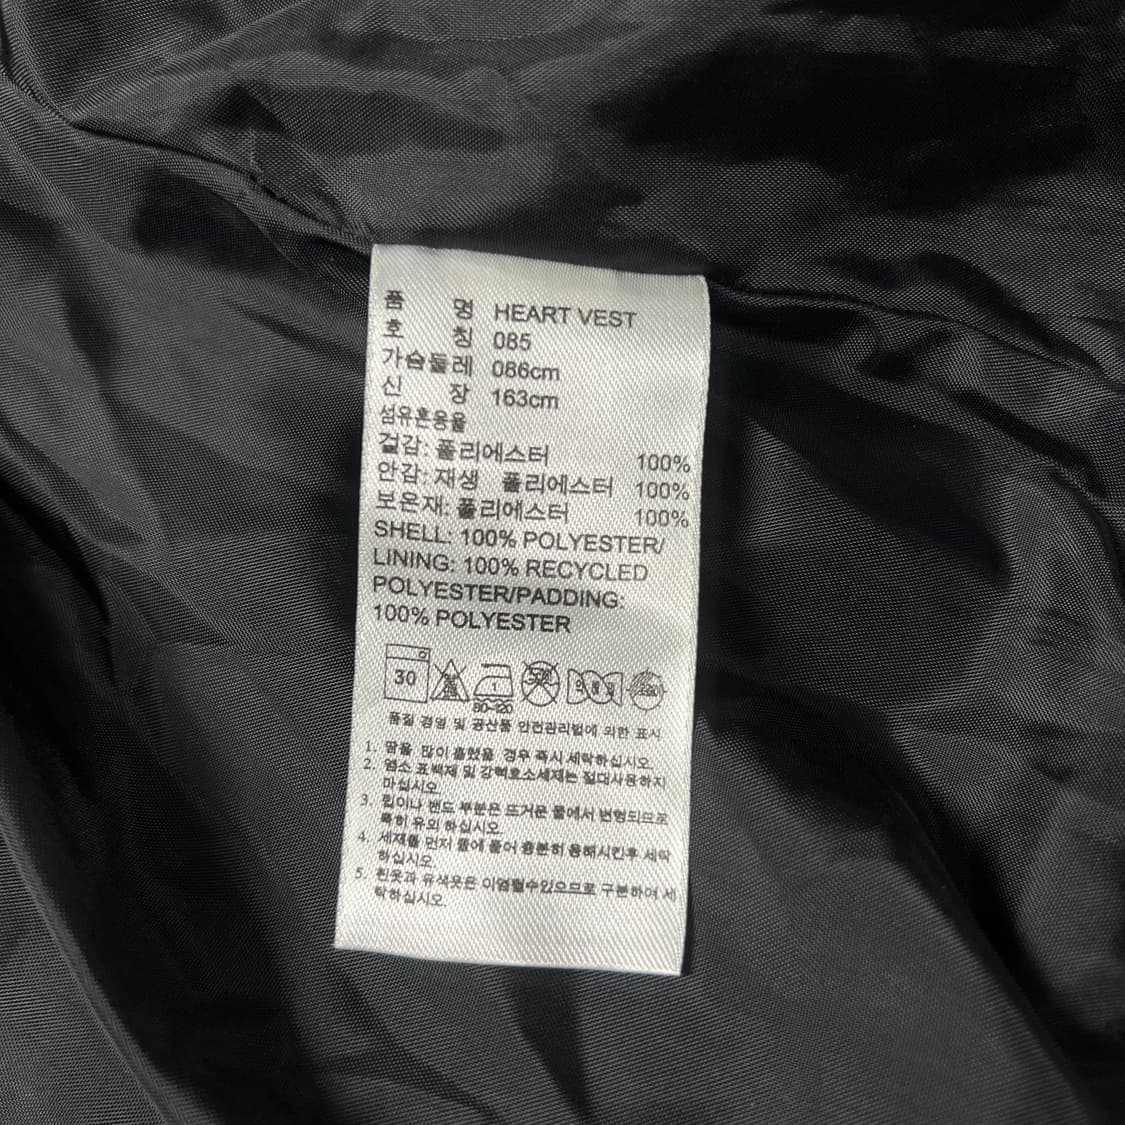 품 명 HEART VEST
호 칭 085
가슴둘레 086cm
신 장 163cm
섬유혼용율
겉감: 폴리에스터 100%
안감: 재생 폴리에스터 100%
보온재: 폴리에스터 100%
SHELL: 100% POLYESTER/
LINING: 100% RECYCLED
POLYESTER/PADDING:
100% POLYESTER
30
80~120
품질 경영 및 공산품 안전관리법에 의한 표시
1. 땀을 많이 흘렸을 경우 즉시 세탁하십시오.
2. 염소 표백제 및 강력효소세제는 절대사용하지
마십시오
3. 힙이나 밴드 부분은 뜨거운 물에서 변형되므로
특히 유의 하십시오
4. 세제를 먼저 물에 풀어 충분히 용해시킨후 세탁
하십시오.
5. 흰옷과 유색옷은 이염될수있으므로 구분하여 세
탁하십시오.